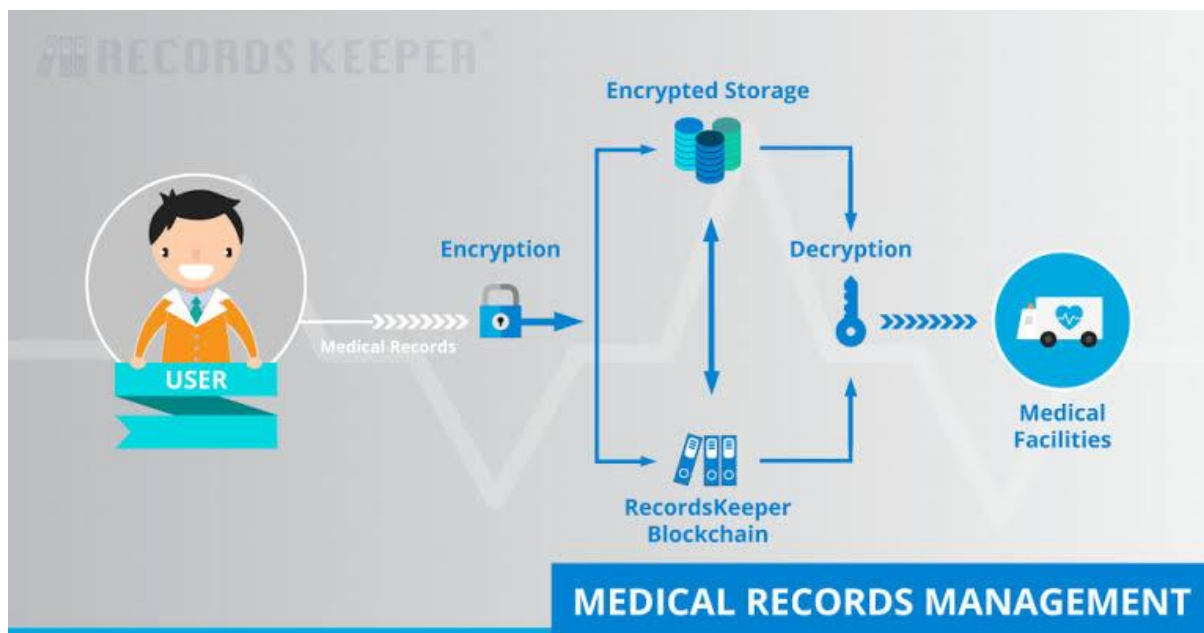 RECORDS KEEPER
Encrypted Storage
Encryption
Decryption
Medical Records
USER
Medical
Facilities
RecordsKeeper
Blockchain
MEDICAL RECORDS MANAGEMENT